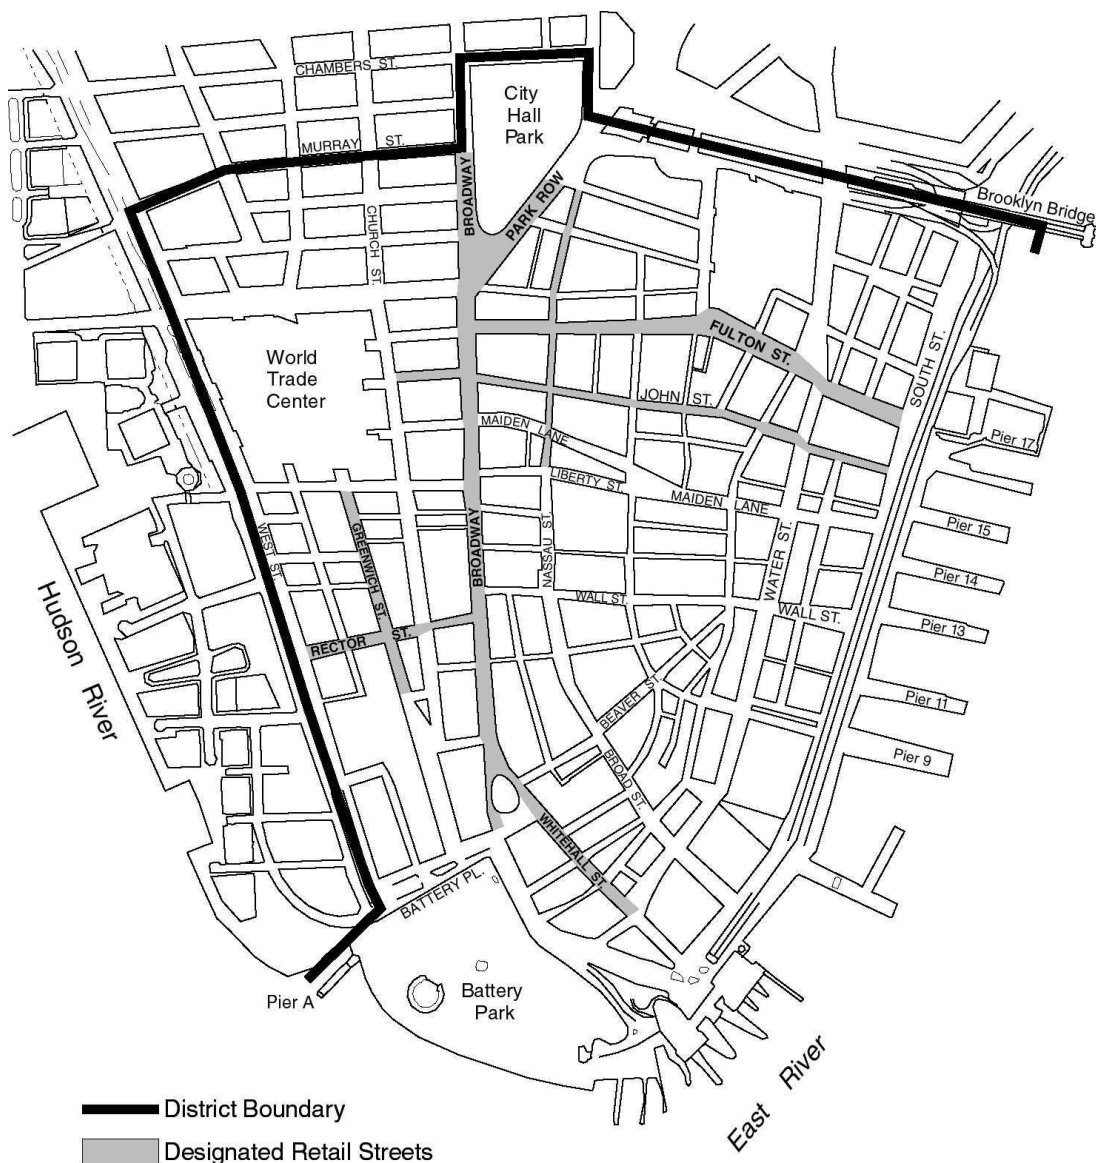 CHAMBERS ST.
City
Hall
Park
MURRAY ST.
BROADWAY
PARK ROW
Brooklyn Bridge
CHURCH ST.
World
Trade
Center
FULTON ST.
SOUTH ST.
JOHN ST.
MAIDEN LANE
Pier 17
LIBERTY ST.
MAIDEN LANE
Pier 15
WEST ST.
GREENWICH ST.
BROADWAY
NASSAU ST.
WATER ST.
Pier 14
Hudson River
WALL ST.
WALL ST.
Pier 13
RECTOR ST.
BEAVER ST.
Pier 11
BROAD ST.
Pier 9
WHITEHALL ST.
BATTERY PL.
Pier A
Battery
Park
East River
District Boundary
Designated Retail Streets